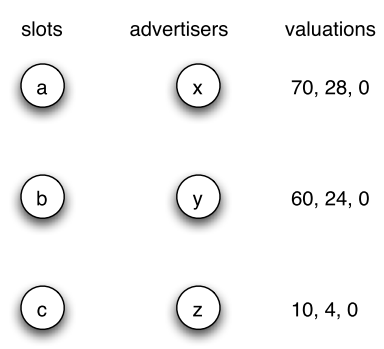 slots advertisers valuations
a x 70, 28, 0
b y 60, 24, 0
c z 10, 4, 0